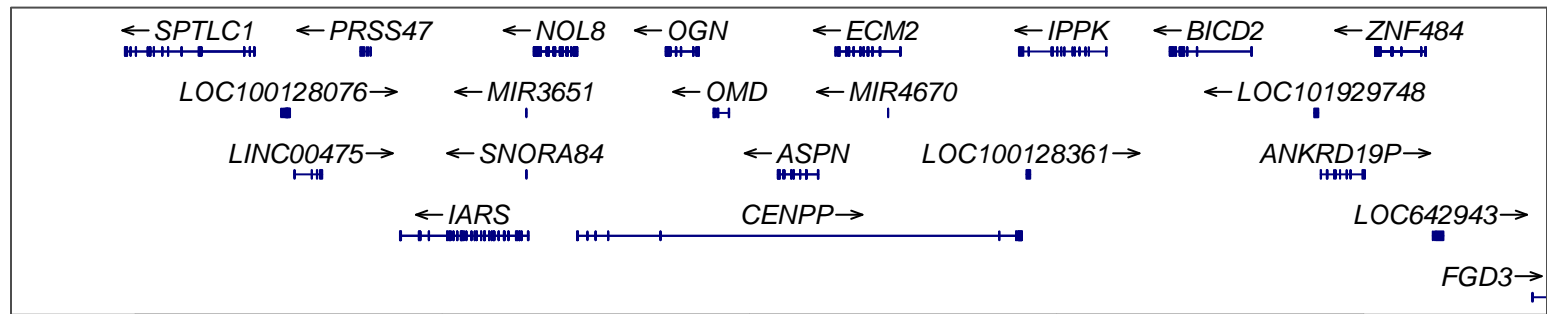 ←SPTLC1 ←PRSS47 ←NOL8 ←OGN ←ECM2 ←IPPK ←BICD2 ←ZNF484
LOC100128076→ ←MIR3651 ←OMD ←MIR4670 ←LOC101929748
LINC00475→ ←SNORA84 ←ASPN LOC100128361→ ANKRD19P→
←IARS CENPP→ LOC642943→
FGD3→